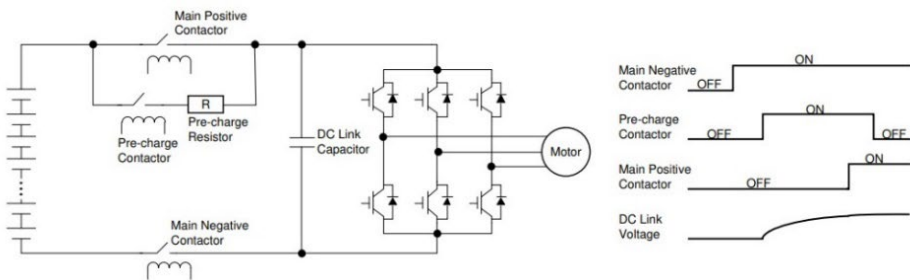 Main Positive
Contactor
R
Pre-charge
Resistor
Pre-charge
Contactor
DC Link
Capacitor
Motor
Main Negative
Contactor
Main Negative
Contactor
OFF
ON
Pre-charge
Contactor
OFF
ON
OFF
Main Positive
Contactor
OFF
ON
DC Link
Voltage